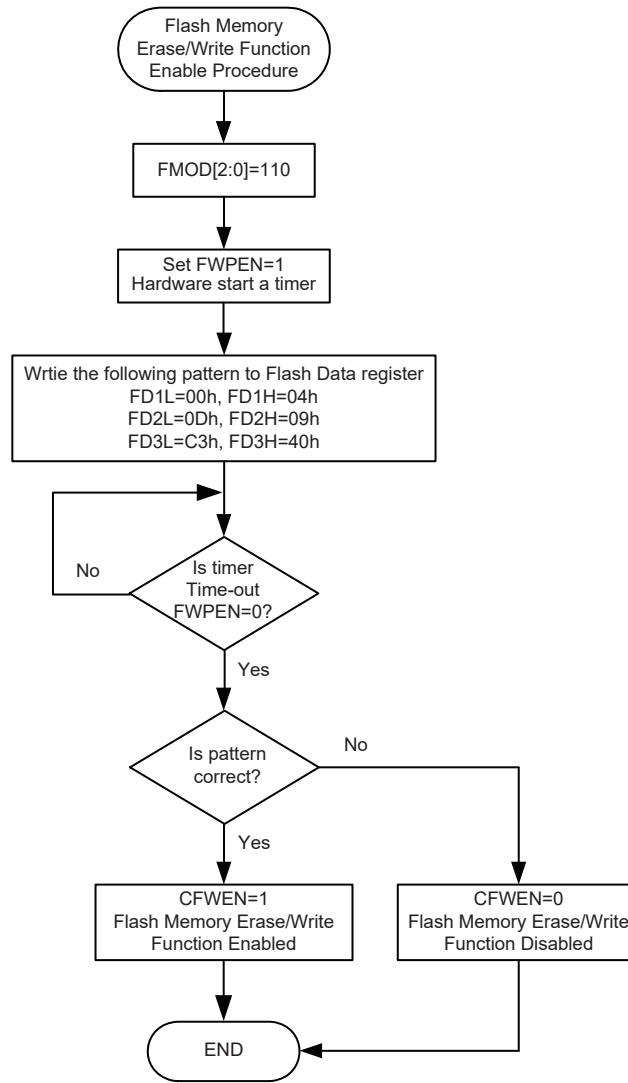 Flash Memory
Erase/Write Function
Enable Procedure
FMOD[2:0]=110
Set FWPEN=1
Hardware start a timer
Wrtie the following pattern to Flash Data register
FD1L=00h, FD1H=04h
FD2L=0Dh, FD2H=09h
FD3L=C3h, FD3H=40h
No
Is timer
Time-out
FWPEN=0?
Yes
Is pattern
correct?
No
Yes
CFWEN=1
Flash Memory Erase/Write
Function Enabled
CFWEN=0
Flash Memory Erase/Write
Function Disabled
END